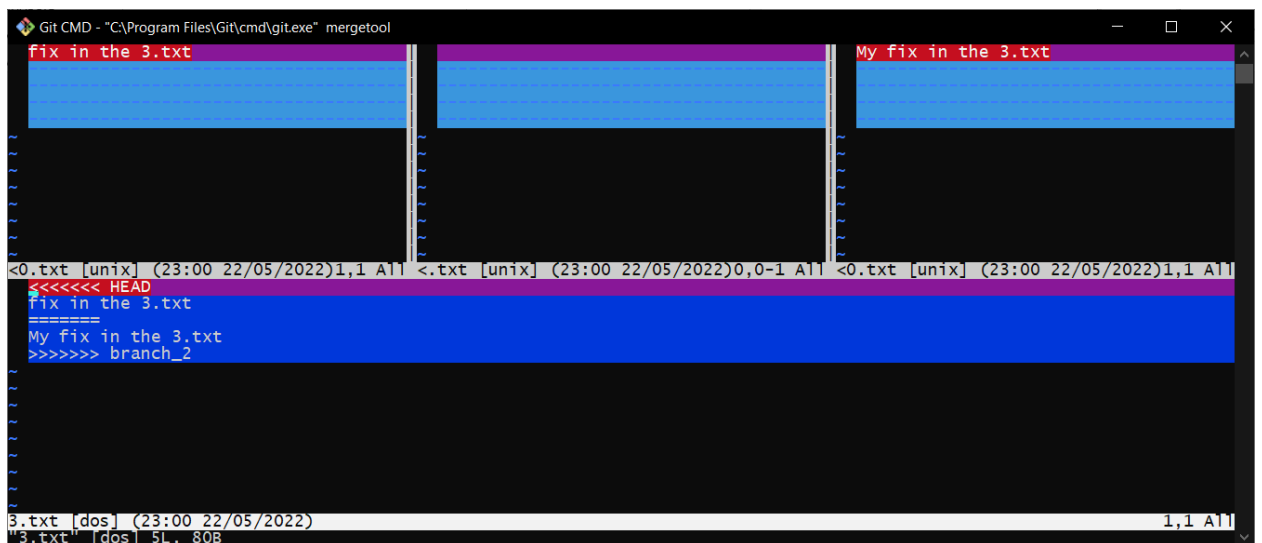 Git CMD - "C:\Program Files\Git\cmd\git.exe" mergetool
fix in the 3.txt
My fix in the 3.txt
~ ~ ~
~ ~ ~
~ ~ ~
~ ~ ~
~ ~ ~
~ ~ ~
~ ~ ~
~ ~ ~
<0.txt [unix] (23:00 22/05/2022)1,1 All <.txt [unix] (23:00 22/05/2022)0,0-1 All <0.txt [unix] (23:00 22/05/2022)1,1 All
<<<<<<< HEAD
fix in the 3.txt
=======
My fix in the 3.txt
>>>>>>> branch_2
~
~
~
~
~
~
~
~
~
3.txt [dos] (23:00 22/05/2022) 1,1 All
"3.txt" [dos] 5L, 80B